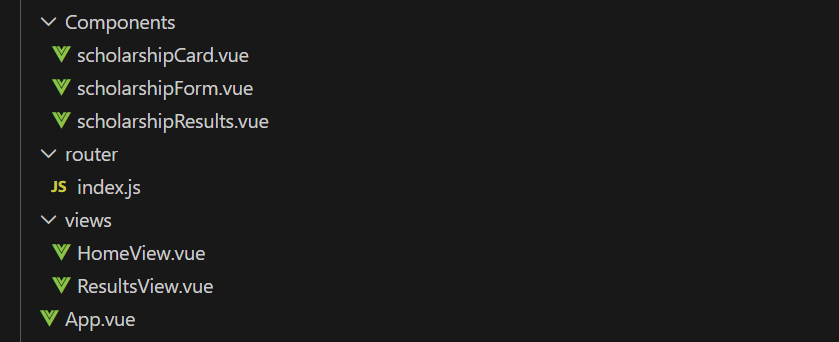 Components
scholarshipCard.vue
scholarshipForm.vue
scholarshipResults.vue
router
JS index.js
views
HomeView.vue
ResultsView.vue
App.vue